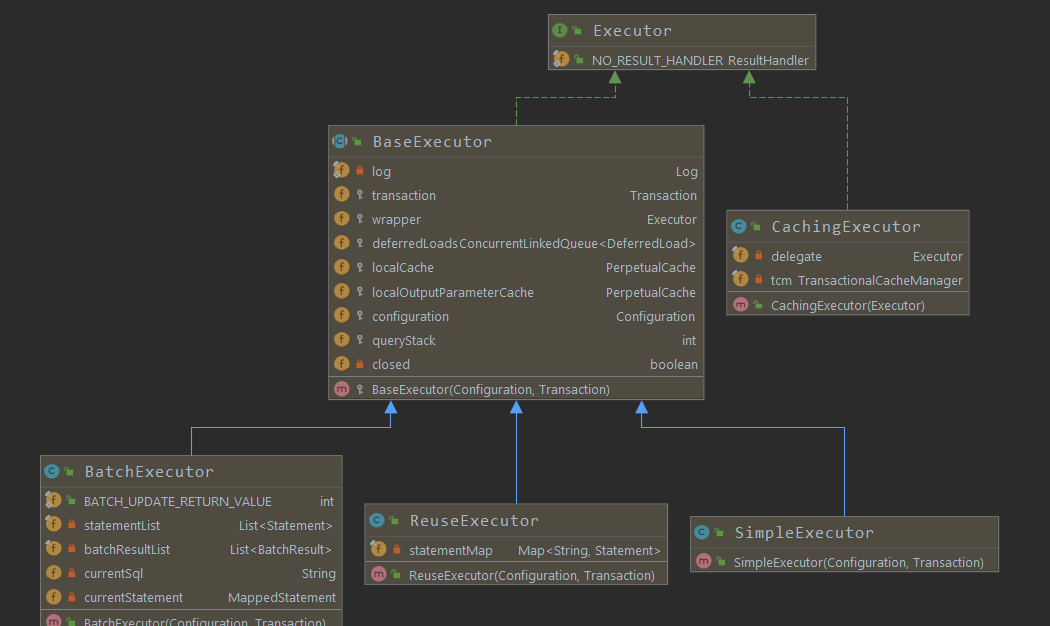 Executor
NO_RESULT_HANDLER ResultHandler
BaseExecutor
log Log
transaction Transaction
wrapper Executor
deferredLoadsConcurrentLinkedQueue<DeferredLoad>
localCache PerpetualCache
localOutputParameterCache PerpetualCache
configuration Configuration
queryStack int
closed boolean
BaseExecutor(Configuration, Transaction)
CachingExecutor
delegate Executor
tcm TransactionalCacheManager
CachingExecutor(Executor)
BatchExecutor
BATCH_UPDATE_RETURN_VALUE int
statementList List<Statement>
batchResultList List<BatchResult>
currentSql String
currentStatement MappedStatement
BatchExecutor(Configuration, Transaction)
ReuseExecutor
statementMap Map<String, Statement>
ReuseExecutor(Configuration, Transaction)
SimpleExecutor
SimpleExecutor(Configuration, Transaction)